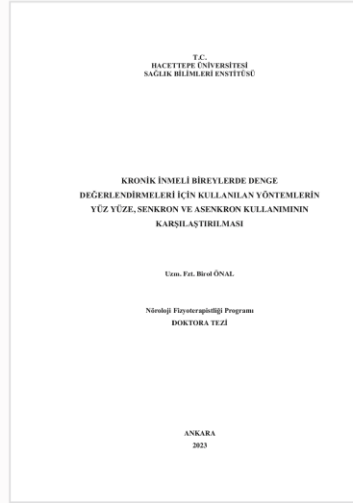 T.C.
HACETTEPE ÜNİVERSİTESİ
SAĞLIK BİLİMLERİ ENSTİTÜSÜ
KRONİK İNMELİ BİREYLERDE DENGE
DEĞERLENDİRMELERİ İÇİN KULLANILAN YÖNTEMLERİN
YÜZ YÜZE, SENKRON VE ASENKRON KULLANIMININ
KARŞILAŞTIRILMASI
Uzm. Fzt. Birol ÖNAL
Nöroloji Fizyoterapistliği Programı
DOKTORA TEZİ
ANKARA
2023